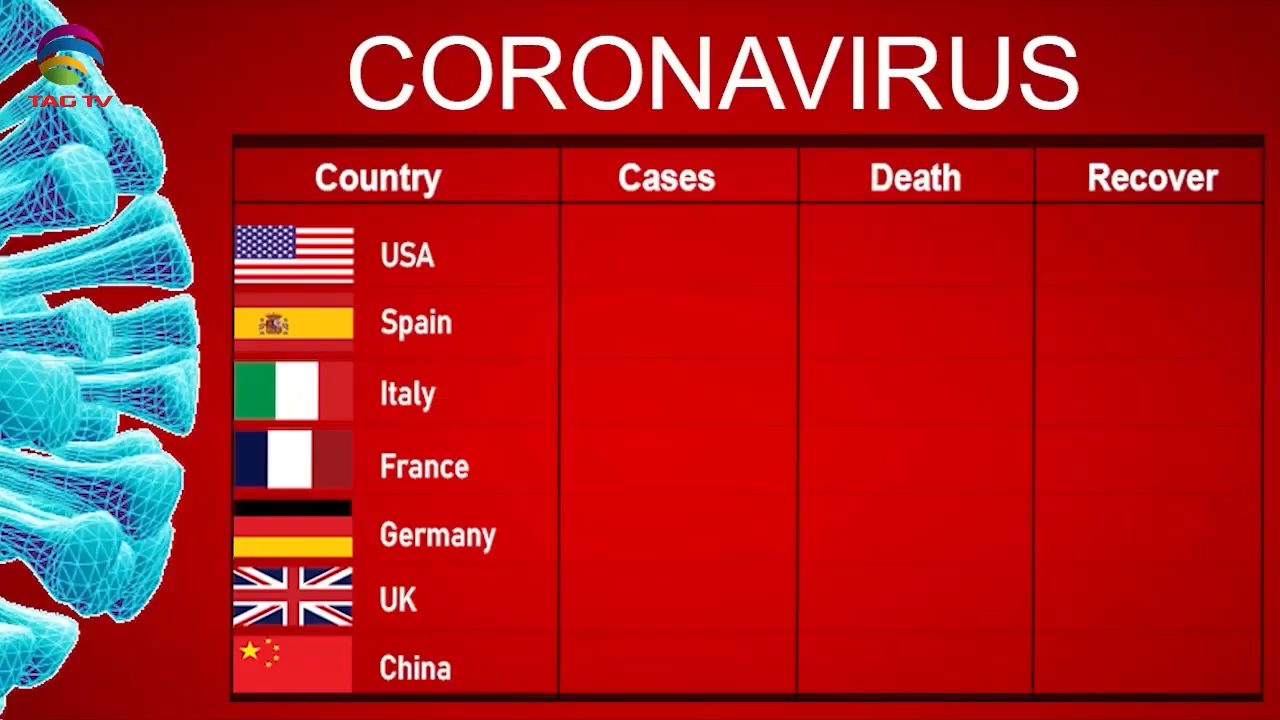 TAG TV
CORONAVIRUS
Country Cases Death Recover
USA
Spain
Italy
France
Germany
UK
China